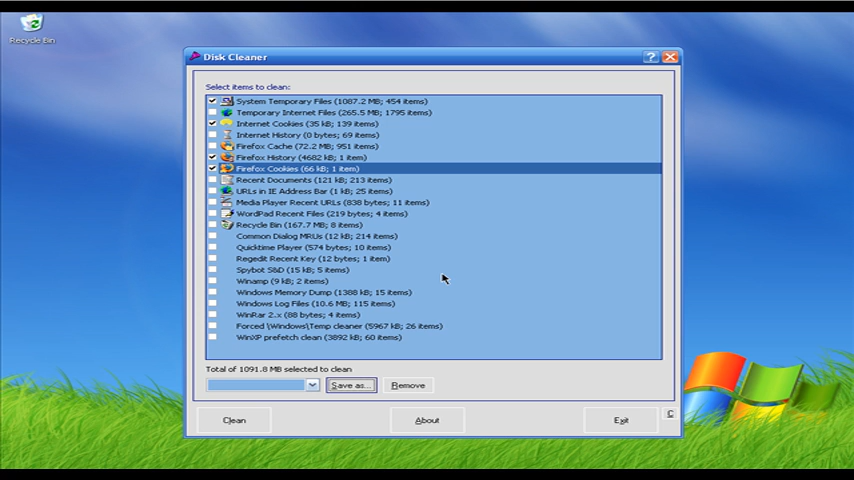 Recycle Bin
Disk Cleaner
Select items to clean:
System Temporary Files (1087.2 MB; 454 items)
Temporary Internet Files (265.5 MB; 1795 items)
Internet Cookies (35 kB; 139 items)
Internet History (0 bytes; 69 items)
Firefox Cache (72.2 MB; 951 items)
Firefox History (4682 kB; 1 item)
Firefox Cookies (66 kB; 1 item)
Recent Documents (121 kB; 213 items)
URLs in IE Address Bar (1 kB; 25 items)
Media Player Recent URLs (838 bytes; 11 items)
WordPad Recent Files (219 bytes; 4 items)
Recycle Bin (167.7 MB; 8 items)
Common Dialog MRUs (12 kB; 214 items)
Quicktime Player (574 bytes; 10 items)
Regedit Recent Key (12 bytes; 1 item)
Spybot S&D (15 kB; 5 items)
Winamp (9 kB; 2 items)
Windows Memory Dump (1388 kB; 15 items)
Windows Log Files (10.6 MB; 115 items)
WinRar 2.x (88 bytes; 4 items)
Forced \Windows\Temp cleaner (5967 kB; 26 items)
WinXP prefetch clean (3892 kB; 60 items)
Total of 1091.8 MB selected to clean
Save as... Remove
Clean About Exit C